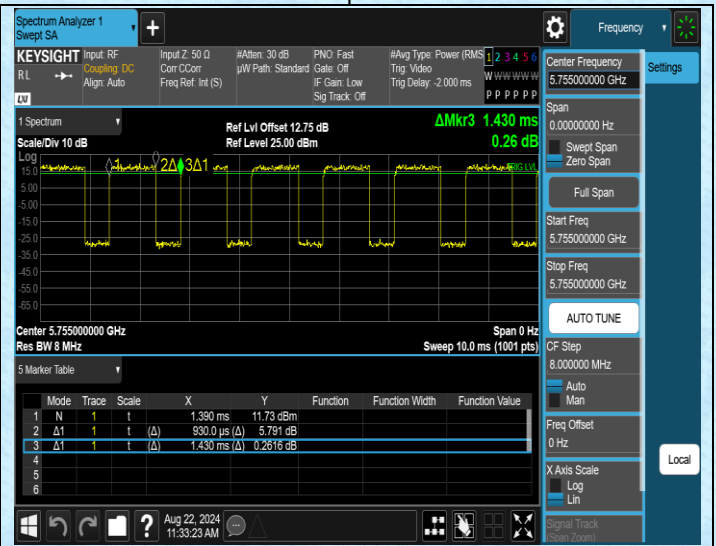 Spectrum Analyzer 1
Swept SA
Frequency
KEYSIGHT
RL
LXI
Input: RF
Coupling: DC
Align: Auto
Input Z: 50 Ω
Corr CCorr
Freq Ref: Int (S)
#Atten: 30 dB
µW Path: Standard
PNO: Fast
Gate: Off
IF Gain: Low
Sig Track: Off
#Avg Type: Power (RMS
Trig: Video
Trig Delay: -2.000 ms
1 2 3 4 5 6
W W W W W W
P P P P P P
1 Spectrum
Scale/Div 10 dB
Ref Lvl Offset 12.75 dB
Ref Level 25.00 dBm
ΔMkr3 1.430 ms
0.26 dB
Log
15.0
5.00
-5.00
-15.0
-25.0
-35.0
-45.0
-55.0
-65.0
1
2Δ1
3Δ1
TRIG LVL
Center 5.755000000 GHz
Res BW 8 MHz
Span 0 Hz
Sweep 10.0 ms (1001 pts)
5 Marker Table
Mode Trace Scale X Y Function Function Width Function Value
1 N 1 t 1.390 ms 11.73 dBm
2 Δ1 1 t (Δ) 930.0 µs (Δ) 5.791 dB
3 Δ1 1 t (Δ) 1.430 ms (Δ) 0.2616 dB
4
5
6
Aug 22, 2024
11:33:23 AM
Center Frequency
5.755000000 GHz
Span
0.00000000 Hz
Swept Span
Zero Span
Full Span
Start Freq
5.755000000 GHz
Stop Freq
5.755000000 GHz
AUTO TUNE
CF Step
8.000000 MHz
Auto
Man
Freq Offset
0 Hz
X Axis Scale
Log
Lin
Signal Track
(Span Zoom)
Settings
Local